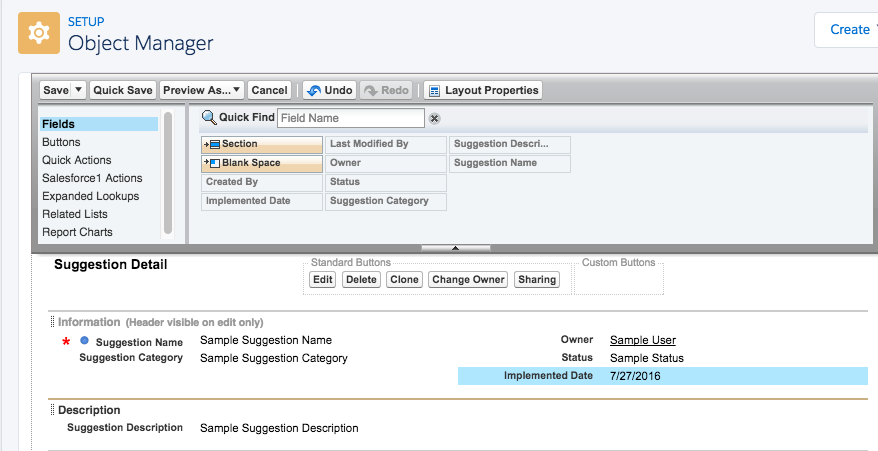 SETUP
Object Manager
Create
Save Quick Save Preview As... Cancel Undo Redo Layout Properties
Fields
Buttons
Quick Actions
Salesforce1 Actions
Expanded Lookups
Related Lists
Report Charts
Quick Find Field Name
Section Last Modified By Suggestion Descri...
Blank Space Owner Suggestion Name
Created By Status
Implemented Date Suggestion Category
Suggestion Detail
Standard Buttons
Edit Delete Clone Change Owner Sharing
Custom Buttons
Information (Header visible on edit only)
* Suggestion Name Sample Suggestion Name Owner Sample User
Suggestion Category Sample Suggestion Category Status Sample Status
Implemented Date 7/27/2016
Description
Suggestion Description Sample Suggestion Description